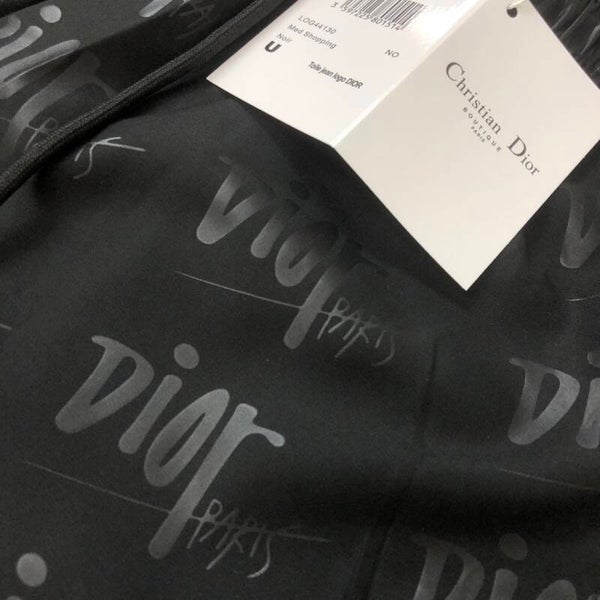 LOG44130
Med Shopping
Noir
NO
U
Toile jean logo DIOR
Christian Dior
BOUTIQUE
PARIS
Dior
PARIS
Dior
PARIS
Dior
PARIS